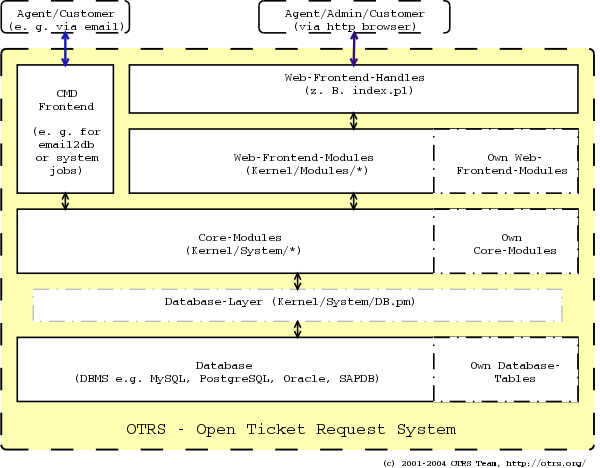 Agent/Customer
(e. g. via email)
Agent/Admin/Customer
(via http browser)
CMD
Frontend
(e. g. for
email2db
or system
jobs)
Web-Frontend-Handles
(z. B. index.pl)
Web-Frontend-Modules
(Kernel/Modules/*)
Own Web-
Frontend-Modules
Core-Modules
(Kernel/System/*)
Own
Core-Modules
Database-Layer (Kernel/System/DB.pm)
Database
(DBMS e.g. MySQL, PostgreSQL, Oracle, SAPDB)
Own Database-
Tables
OTRS - Open Ticket Request System
(c) 2001-2004 OTRS Team, http://otrs.org/